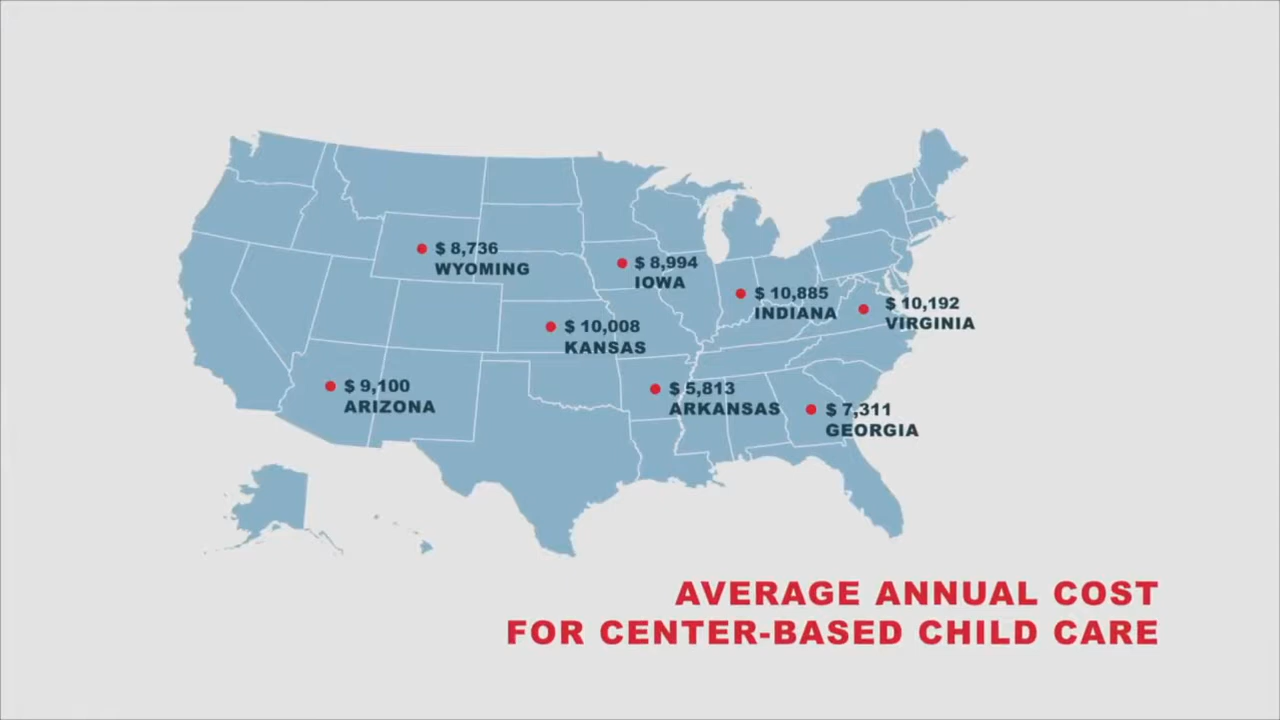 $ 8,736
WYOMING
$ 8,994
IOWA
$ 10,885
INDIANA
$ 10,192
VIRGINIA
$ 10,008
KANSAS
$ 9,100
ARIZONA
$ 5,813
ARKANSAS
$ 7,311
GEORGIA
AVERAGE ANNUAL COST
FOR CENTER-BASED CHILD CARE